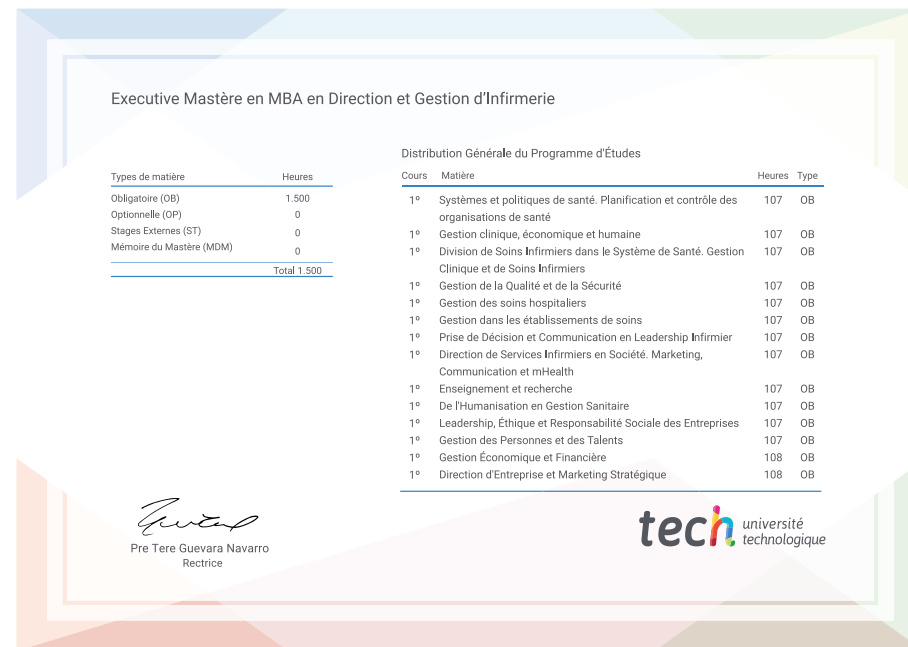 Executive Mastère en MBA en Direction et Gestion d'Infirmerie
Types de matière Heures
Obligatoire (OB) 1.500
Optionnelle (OP) 0
Stages Externes (ST) 0
Mémoire du Mastère (MDM) 0
Total 1.500
Distribution Générale du Programme d'Études
Cours Matière Heures Type
1º Systèmes et politiques de santé. Planification et contrôle des 107 OB
organisations de santé
1º Gestion clinique, économique et humaine 107 OB
1º Division de Soins Infirmiers dans le Système de Santé. Gestion 107 OB
Clinique et de Soins Infirmiers
1º Gestion de la Qualité et de la Sécurité 107 OB
1º Gestion des soins hospitaliers 107 OB
1º Gestion dans les établissements de soins 107 OB
1º Prise de Décision et Communication en Leadership Infirmier 107 OB
1º Direction de Services Infirmiers en Société. Marketing, 107 OB
Communication et mHealth
1º Enseignement et recherche 107 OB
1º De l'Humanisation en Gestion Sanitaire 107 OB
1º Leadership, Éthique et Responsabilité Sociale des Entreprises 107 OB
1º Gestion des Personnes et des Talents 107 OB
1º Gestion Économique et Financière 108 OB
1º Direction d'Entreprise et Marketing Stratégique 108 OB
Pre Tere Guevara Navarro
Rectrice
tech université
technologique